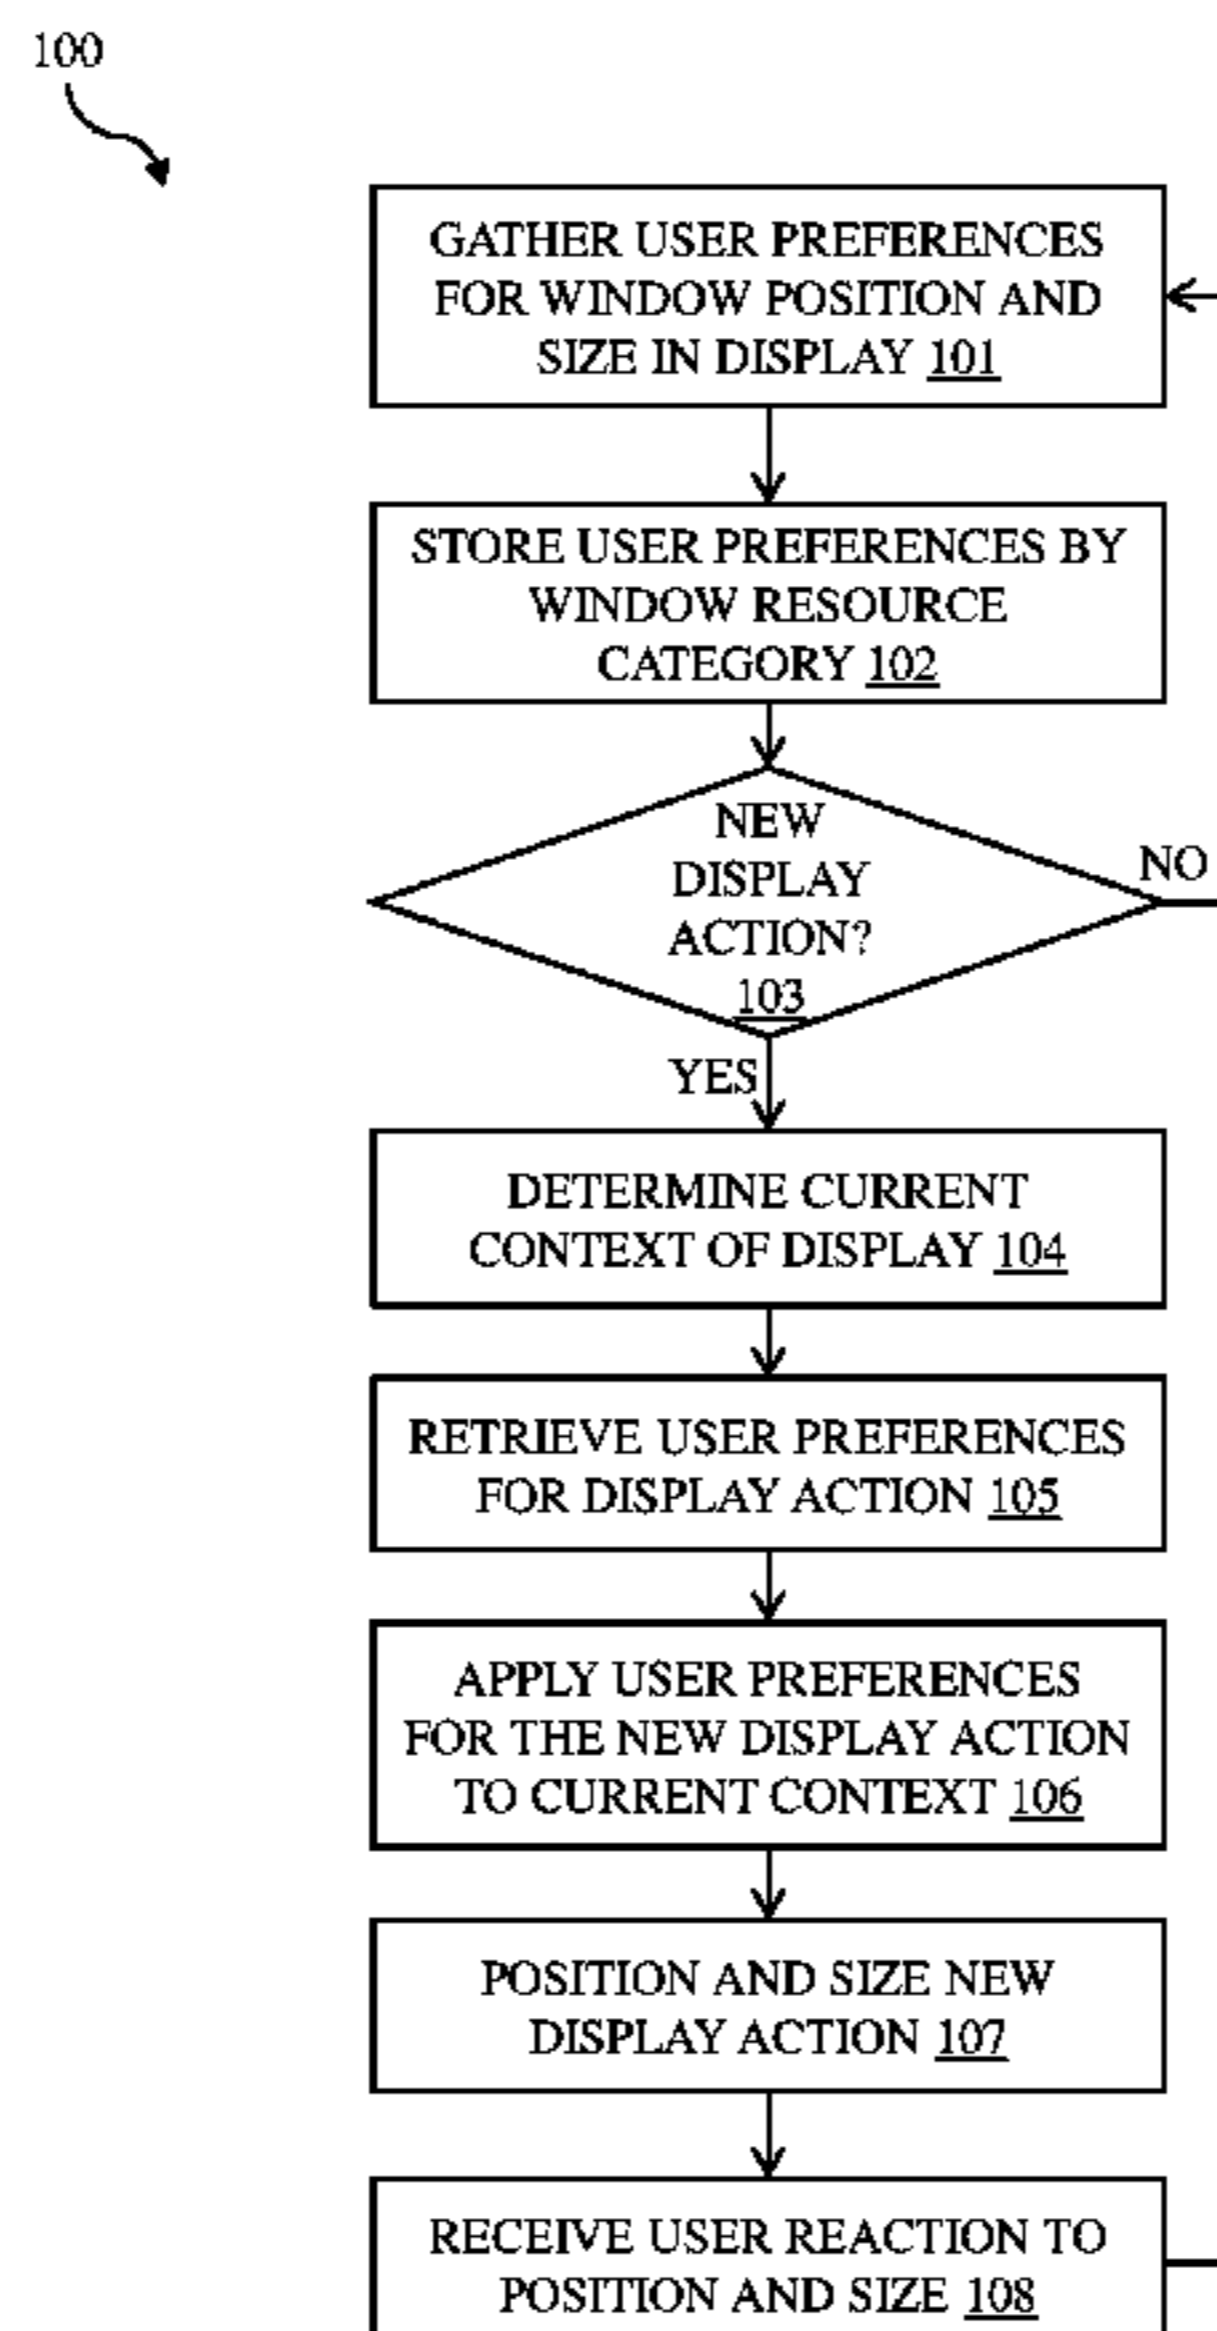 100
GATHER USER PREFERENCES
FOR WINDOW POSITION AND
SIZE IN DISPLAY 101
STORE USER PREFERENCES BY
WINDOW RESOURCE
CATEGORY 102
NEW
DISPLAY
ACTION?
103
NO
YES
DETERMINE CURRENT
CONTEXT OF DISPLAY 104
RETRIEVE USER PREFERENCES
FOR DISPLAY ACTION 105
APPLY USER PREFERENCES
FOR THE NEW DISPLAY ACTION
TO CURRENT CONTEXT 106
POSITION AND SIZE NEW
DISPLAY ACTION 107
RECEIVE USER REACTION TO
POSITION AND SIZE 108